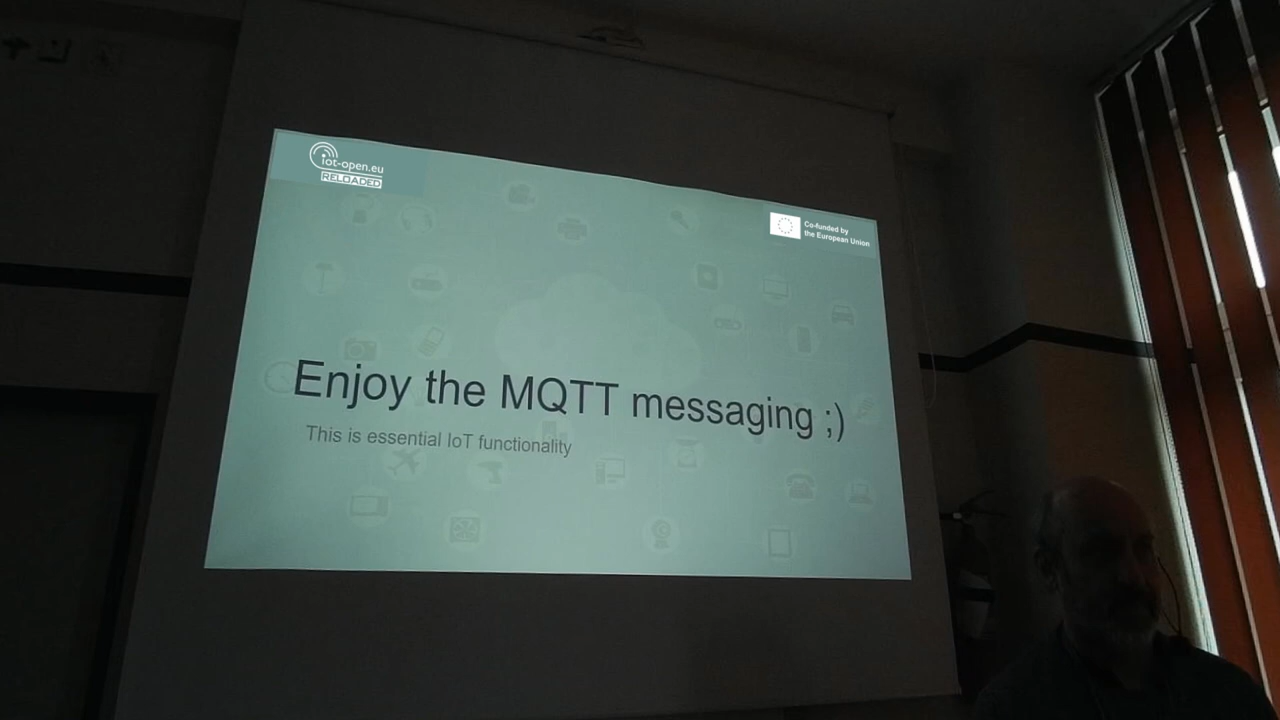 iot-open.eu
RELOADED
Co-funded by
the European Union
Enjoy the MQTT messaging ;)
This is essential IoT functionality